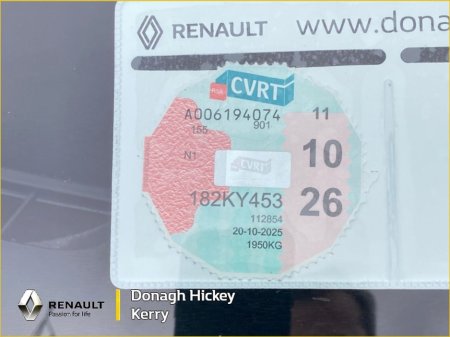 RENAULT www.dona
RSA CVRT
A006194074 11
155 901
N1
CVRT
10
182KY453
26
112854
20-10-2025
1950KG
RENAULT
Passion for life
Donagh Hickey
Kerry